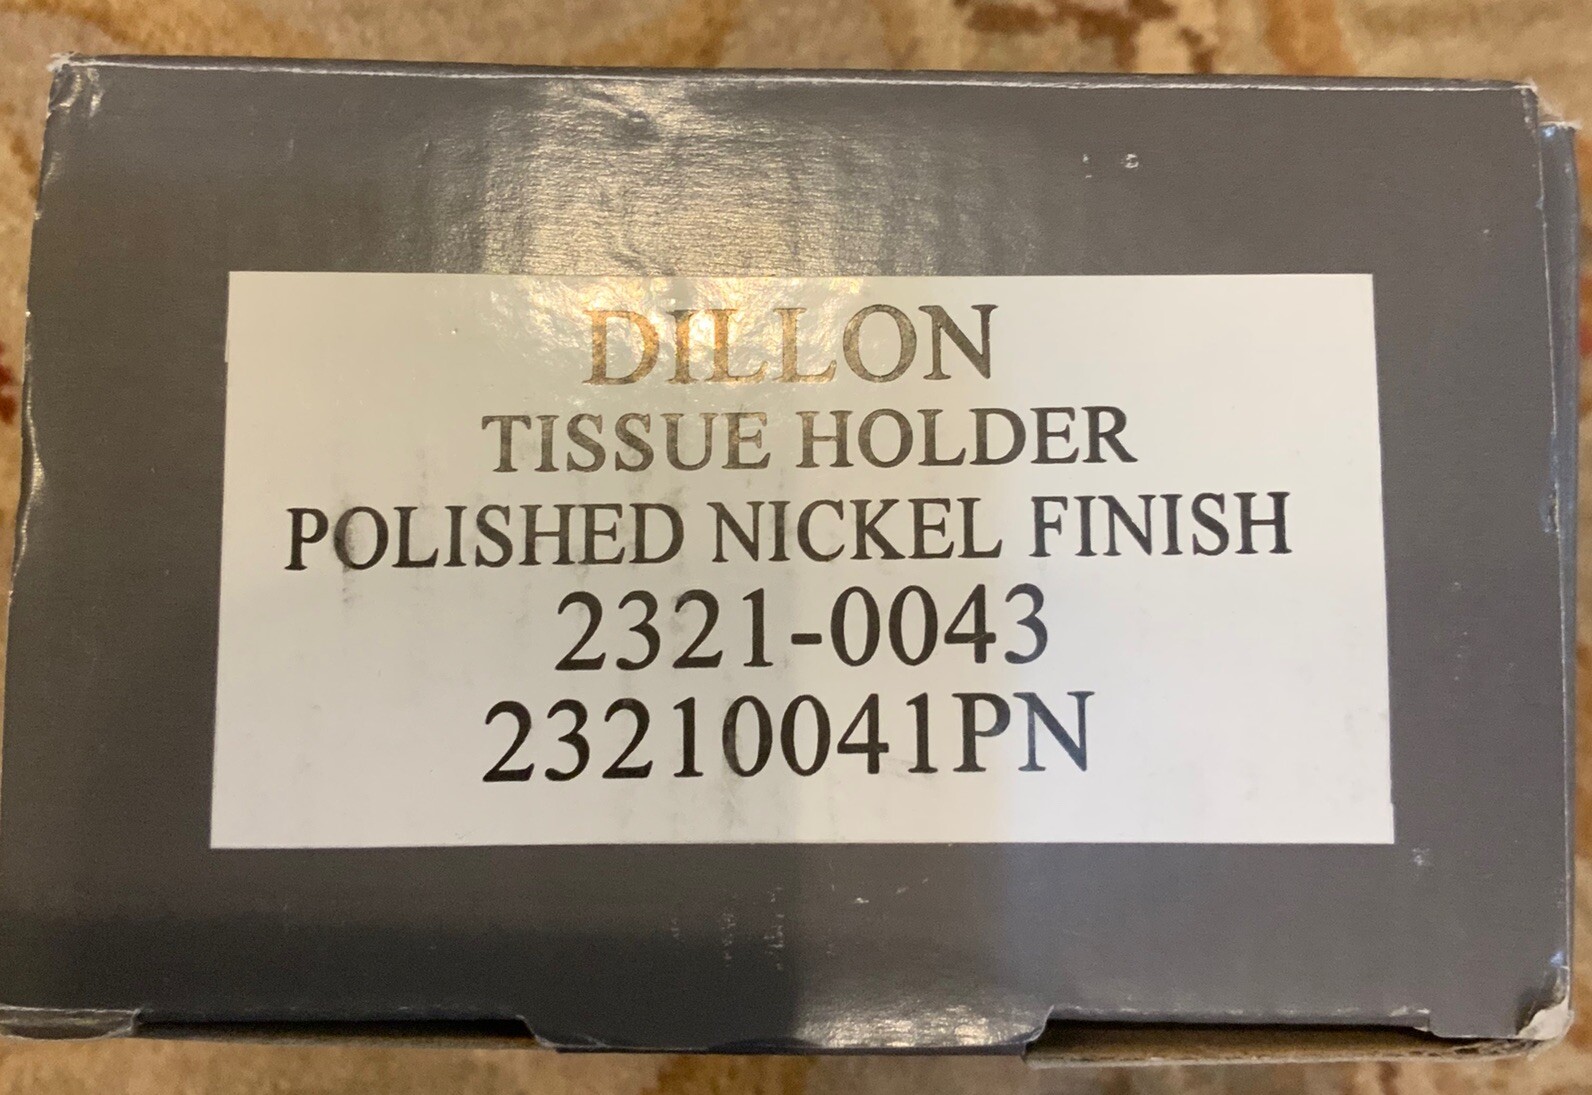 DILLON
TISSUE HOLDER
POLISHED NICKEL FINISH
2321-0043
23210041PN